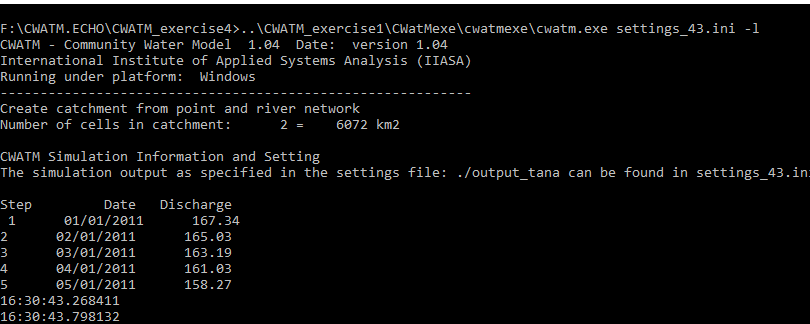 F:\CWATM.ECHO\CWATM_exercise4>..\CWATM_exercise1\CWatMexe\cwatmexe\cwatm.exe settings_43.ini -l
CWATM - Community Water Model  1.04  Date:  version 1.04
International Institute of Applied Systems Analysis (IIASA)
Running under platform:  Windows
-----------------------------------------------------------
Create catchment from point and river network
Number of cells in catchment:      2 =    6072 km2
CWATM Simulation Information and Setting
The simulation output as specified in the settings file: ./output_tana can be found in settings_43.in
Step         Date   Discharge
1      01/01/2011      167.34
2      02/01/2011      165.03
3      03/01/2011      163.19
4      04/01/2011      161.03
5      05/01/2011      158.27
16:30:43.268411
16:30:43.798132